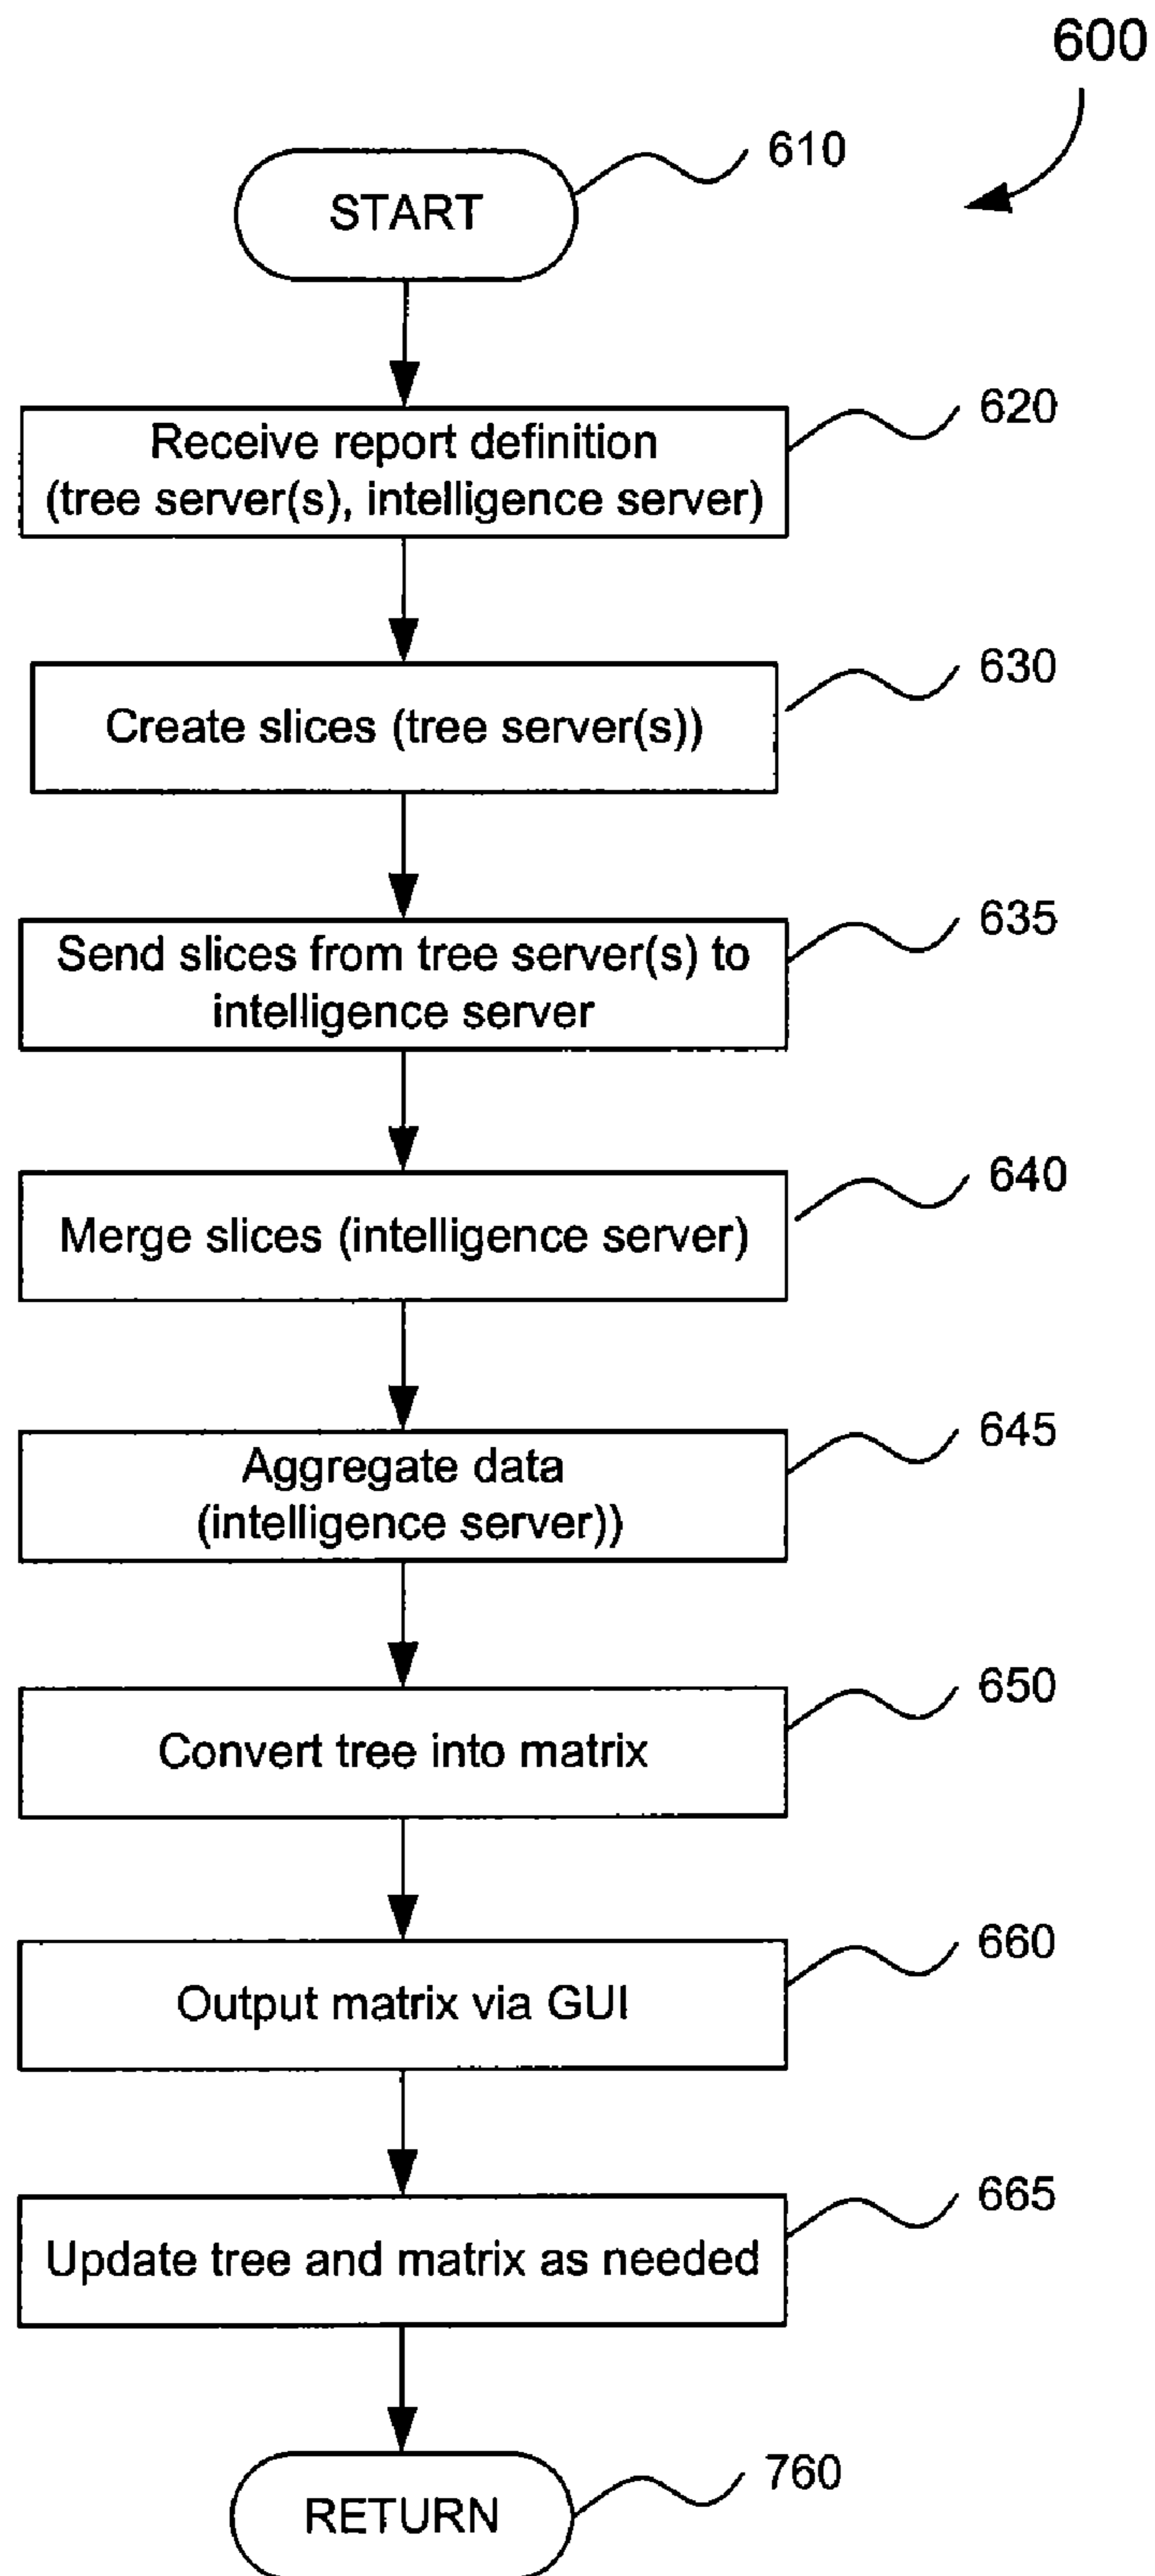 600
610
START
620
Receive report definition
(tree server(s), intelligence server)
630
Create slices (tree server(s))
635
Send slices from tree server(s) to
intelligence server
640
Merge slices (intelligence server)
645
Aggregate data
(intelligence server))
650
Convert tree into matrix
660
Output matrix via GUI
665
Update tree and matrix as needed
760
RETURN